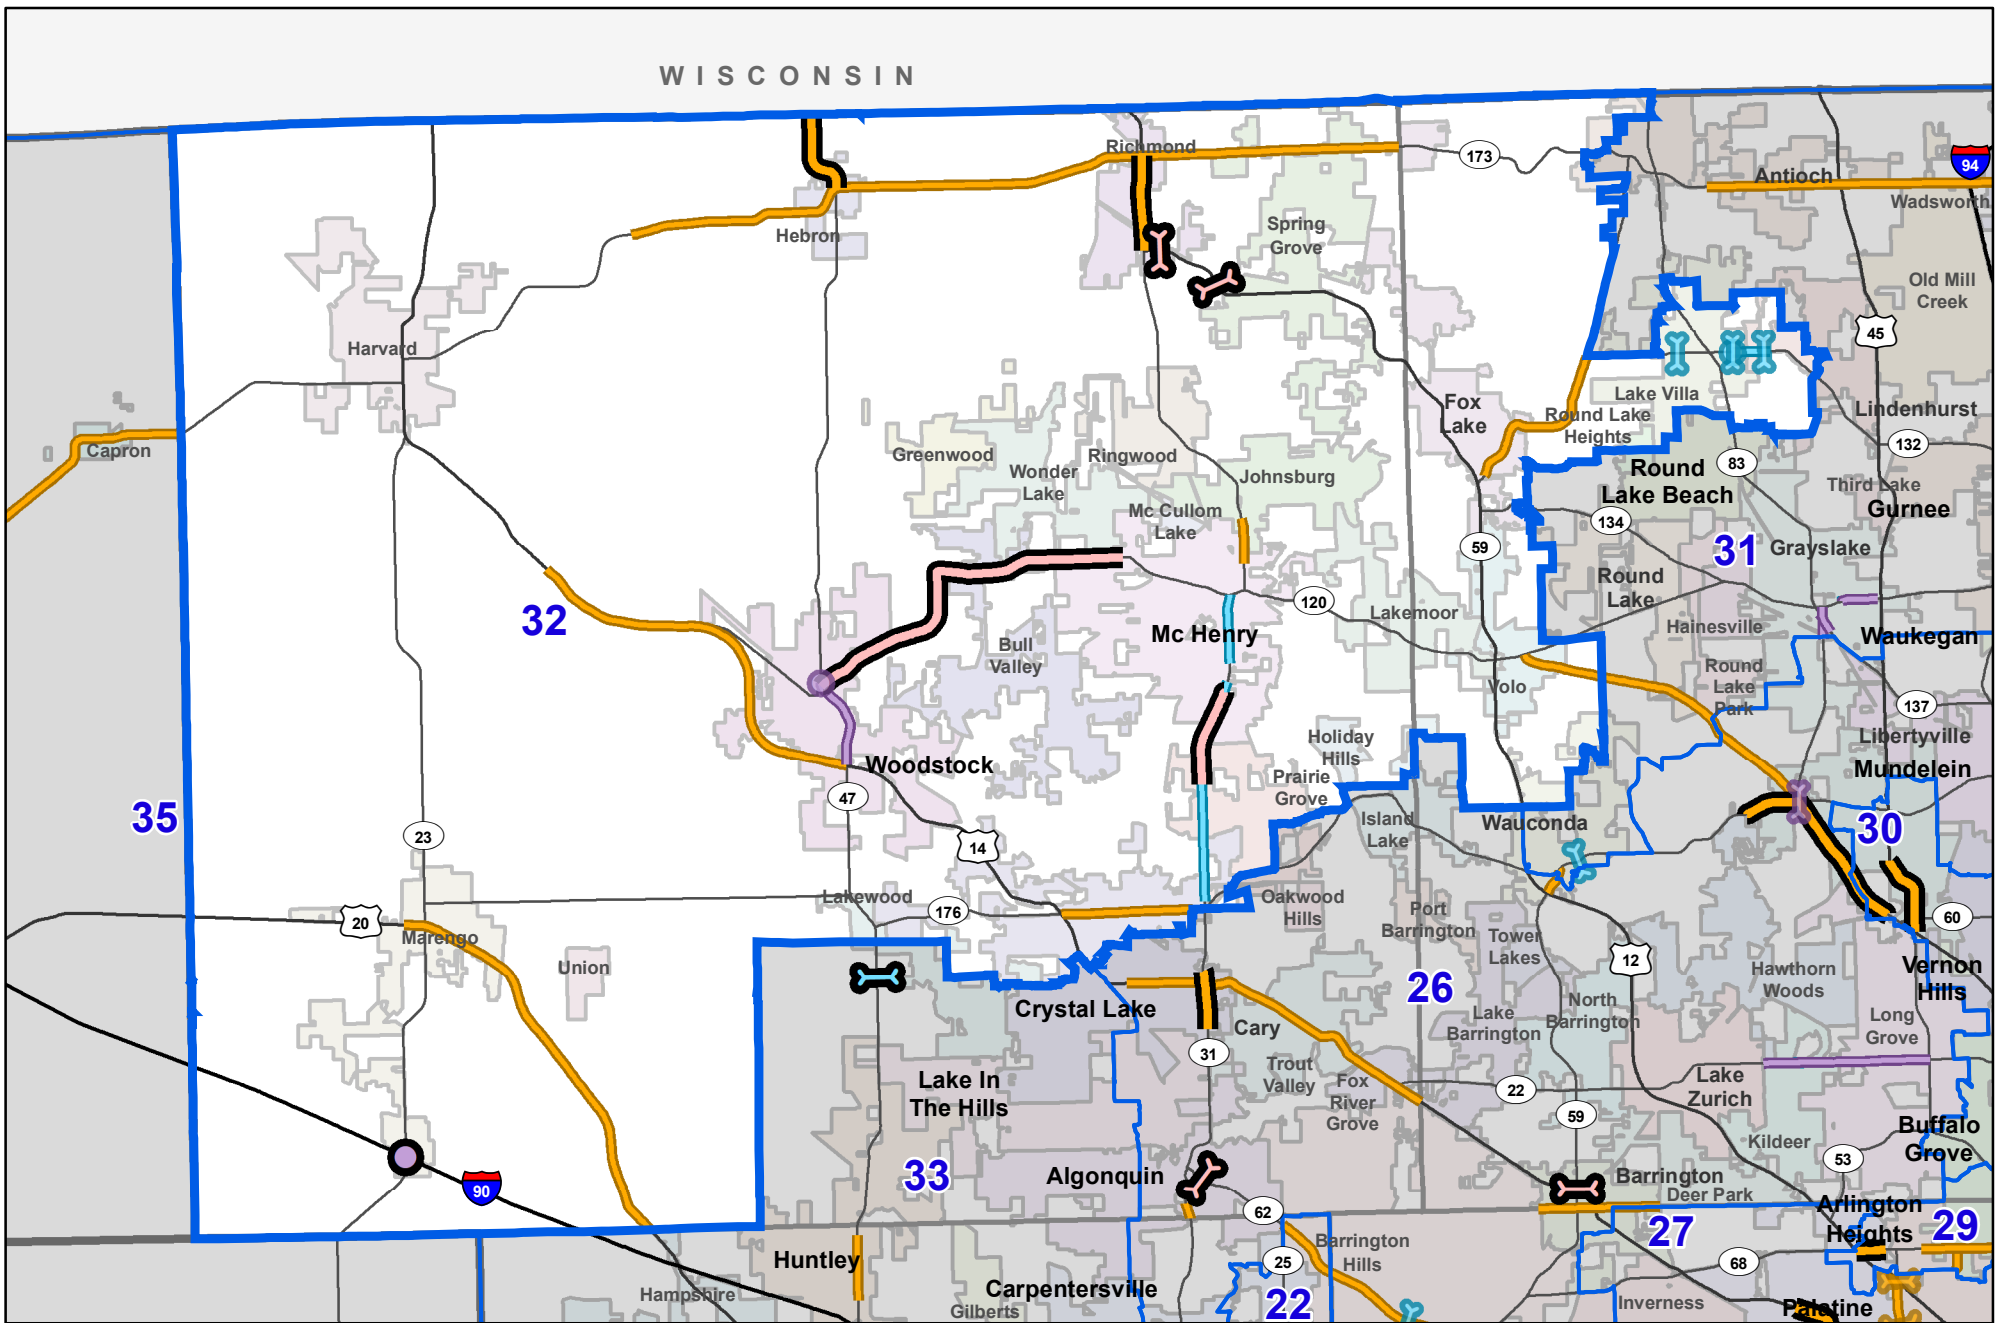 WISCONSIN
94
Richmond
173
Antioch
Wadsworth
Hebron
Spring
Grove
Old Mill
Creek
45
Harvard
Capron
Fox
Lake
Lake Villa
Round Lake
Heights
Lindenhurst
132
Greenwood
Ringwood
Wonder
Lake
Johnsburg
Round
Lake Beach
83
Third Lake
Gurnee
Mc Cullom
Lake
134
59
31
Grayslake
32
120
Lakemoor
Round
Lake
Hainesville
Waukegan
Mc Henry
Bull
Valley
Volo
Round
Lake
Park
137
Libertyville
Mundelein
Holiday
Hills
Woodstock
Prairie
Grove
47
35
23
14
Island
Lake
Wauconda
30
Lakewood
176
Oakwood
Hills
Port
Barrington
20
Marengo
Union
Tower
Lakes
12
60
Vernon
Hills
Hawthorn
Woods
26
Crystal Lake
Cary
Lake
Barrington
North
Barrington
Long
Grove
31
Trout
Valley
Fox
River
Grove
22
59
Lake
Zurich
Lake In
The Hills
Buffalo
Grove
Kildeer
53
33
Algonquin
90
Barrington
Deer Park
62
Arlington
Heights
27
29
Huntley
25
Barrington
Hills
68
Hampshire
Gilberts
Carpentersville
22
Inverness
Palatine